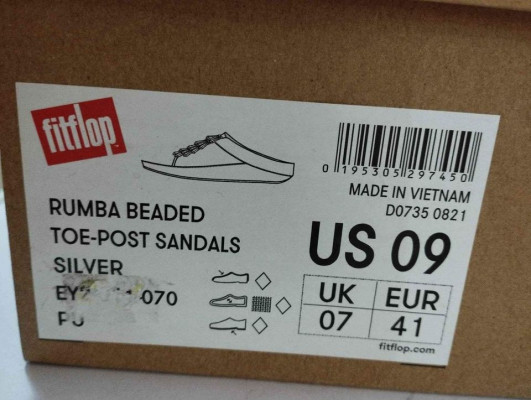 fitflop
0 195305 297450
MADE IN VIETNAM
D0735 0821
RUMBA BEADED
TOE-POST SANDALS
SILVER
070
PU
US 09
UK EUR
07 41
fitflop.com